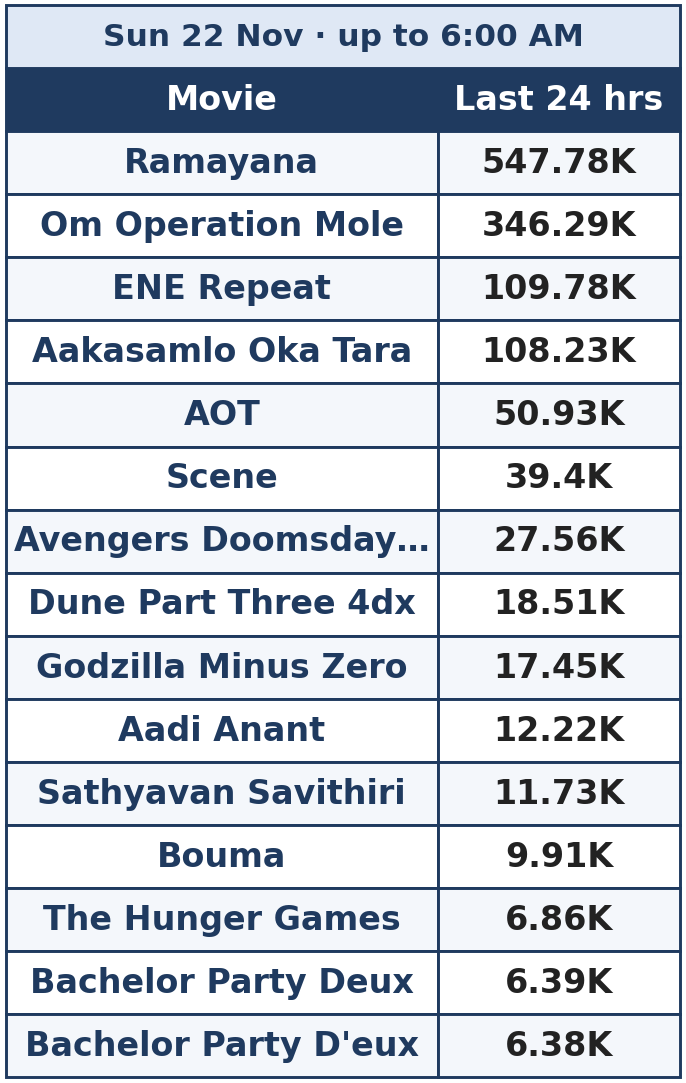 Sun 22 Nov · up to 6:00 AM
Movie Last 24 hrs
Ramayana 547.78K
Om Operation Mole 346.29K
ENE Repeat 109.78K
Aakasamlo Oka Tara 108.23K
AOT 50.93K
Scene 39.4K
Avengers Doomsday... 27.56K
Dune Part Three 4dx 18.51K
Godzilla Minus Zero 17.45K
Aadi Anant 12.22K
Sathyavan Savithiri 11.73K
Bouma 9.91K
The Hunger Games 6.86K
Bachelor Party Deux 6.39K
Bachelor Party D'eux 6.38K